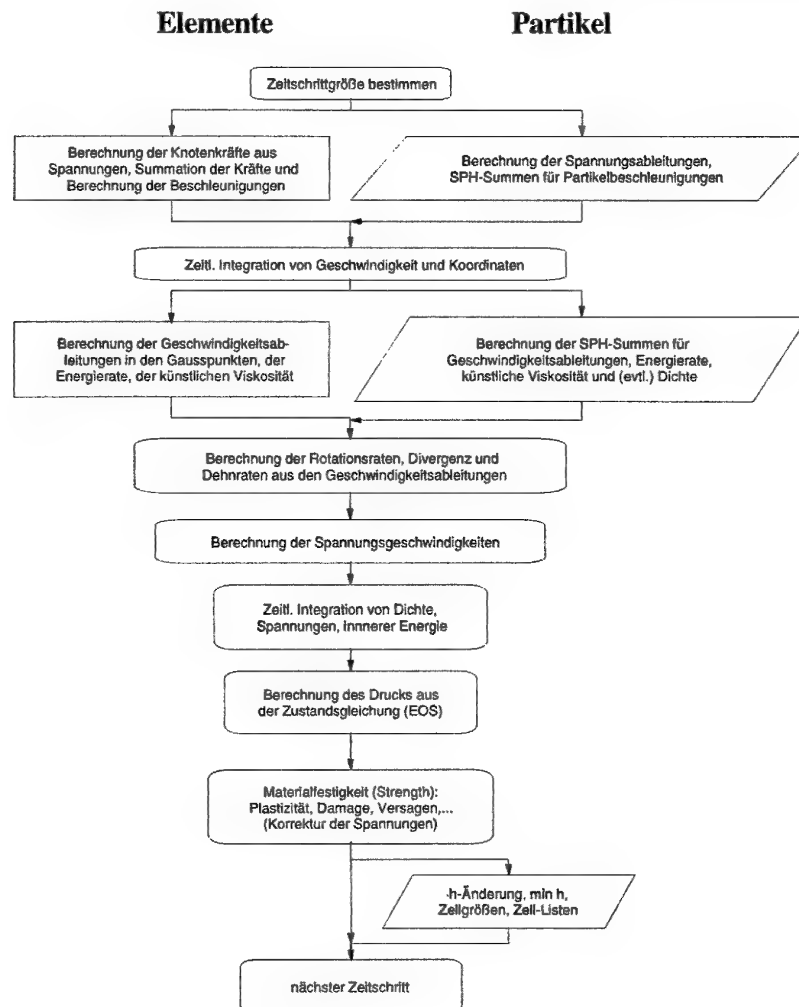 Elemente
Partikel
Zeitschrittgröße bestimmen
Berechnung der Knotenkräfte aus
Spannungen, Summation der Kräfte und
Berechnung der Beschleunigungen
Berechnung der Spannungsableitungen,
SPH-Summen für Partikelbeschleunigungen
Zeitl. Integration von Geschwindigkeit und Koordinaten
Berechnung der Geschwindigkeitsab-
leitungen in den Gausspunkten, der
Energierate, der künstlichen Viskosität
Berechnung der SPH-Summen für
Geschwindigkeitsableitungen, Energierate,
künstliche Viskosität und (evtl.) Dichte
Berechnung der Rotationsraten, Divergenz und
Dehnraten aus den Geschwindigkeitsableitungen
Berechnung der Spannungsgeschwindigkeiten
Zeitl. Integration von Dichte,
Spannungen, innnerer Energie
Berechnung des Drucks aus
der Zustandsgleichung (EOS)
Materialfestigkeit (Strength):
Plastizität, Damage, Versagen,...
(Korrektur der Spannungen)
-h-Änderung, min h,
Zellgrößen, Zell-Listen
nächster Zeitschritt